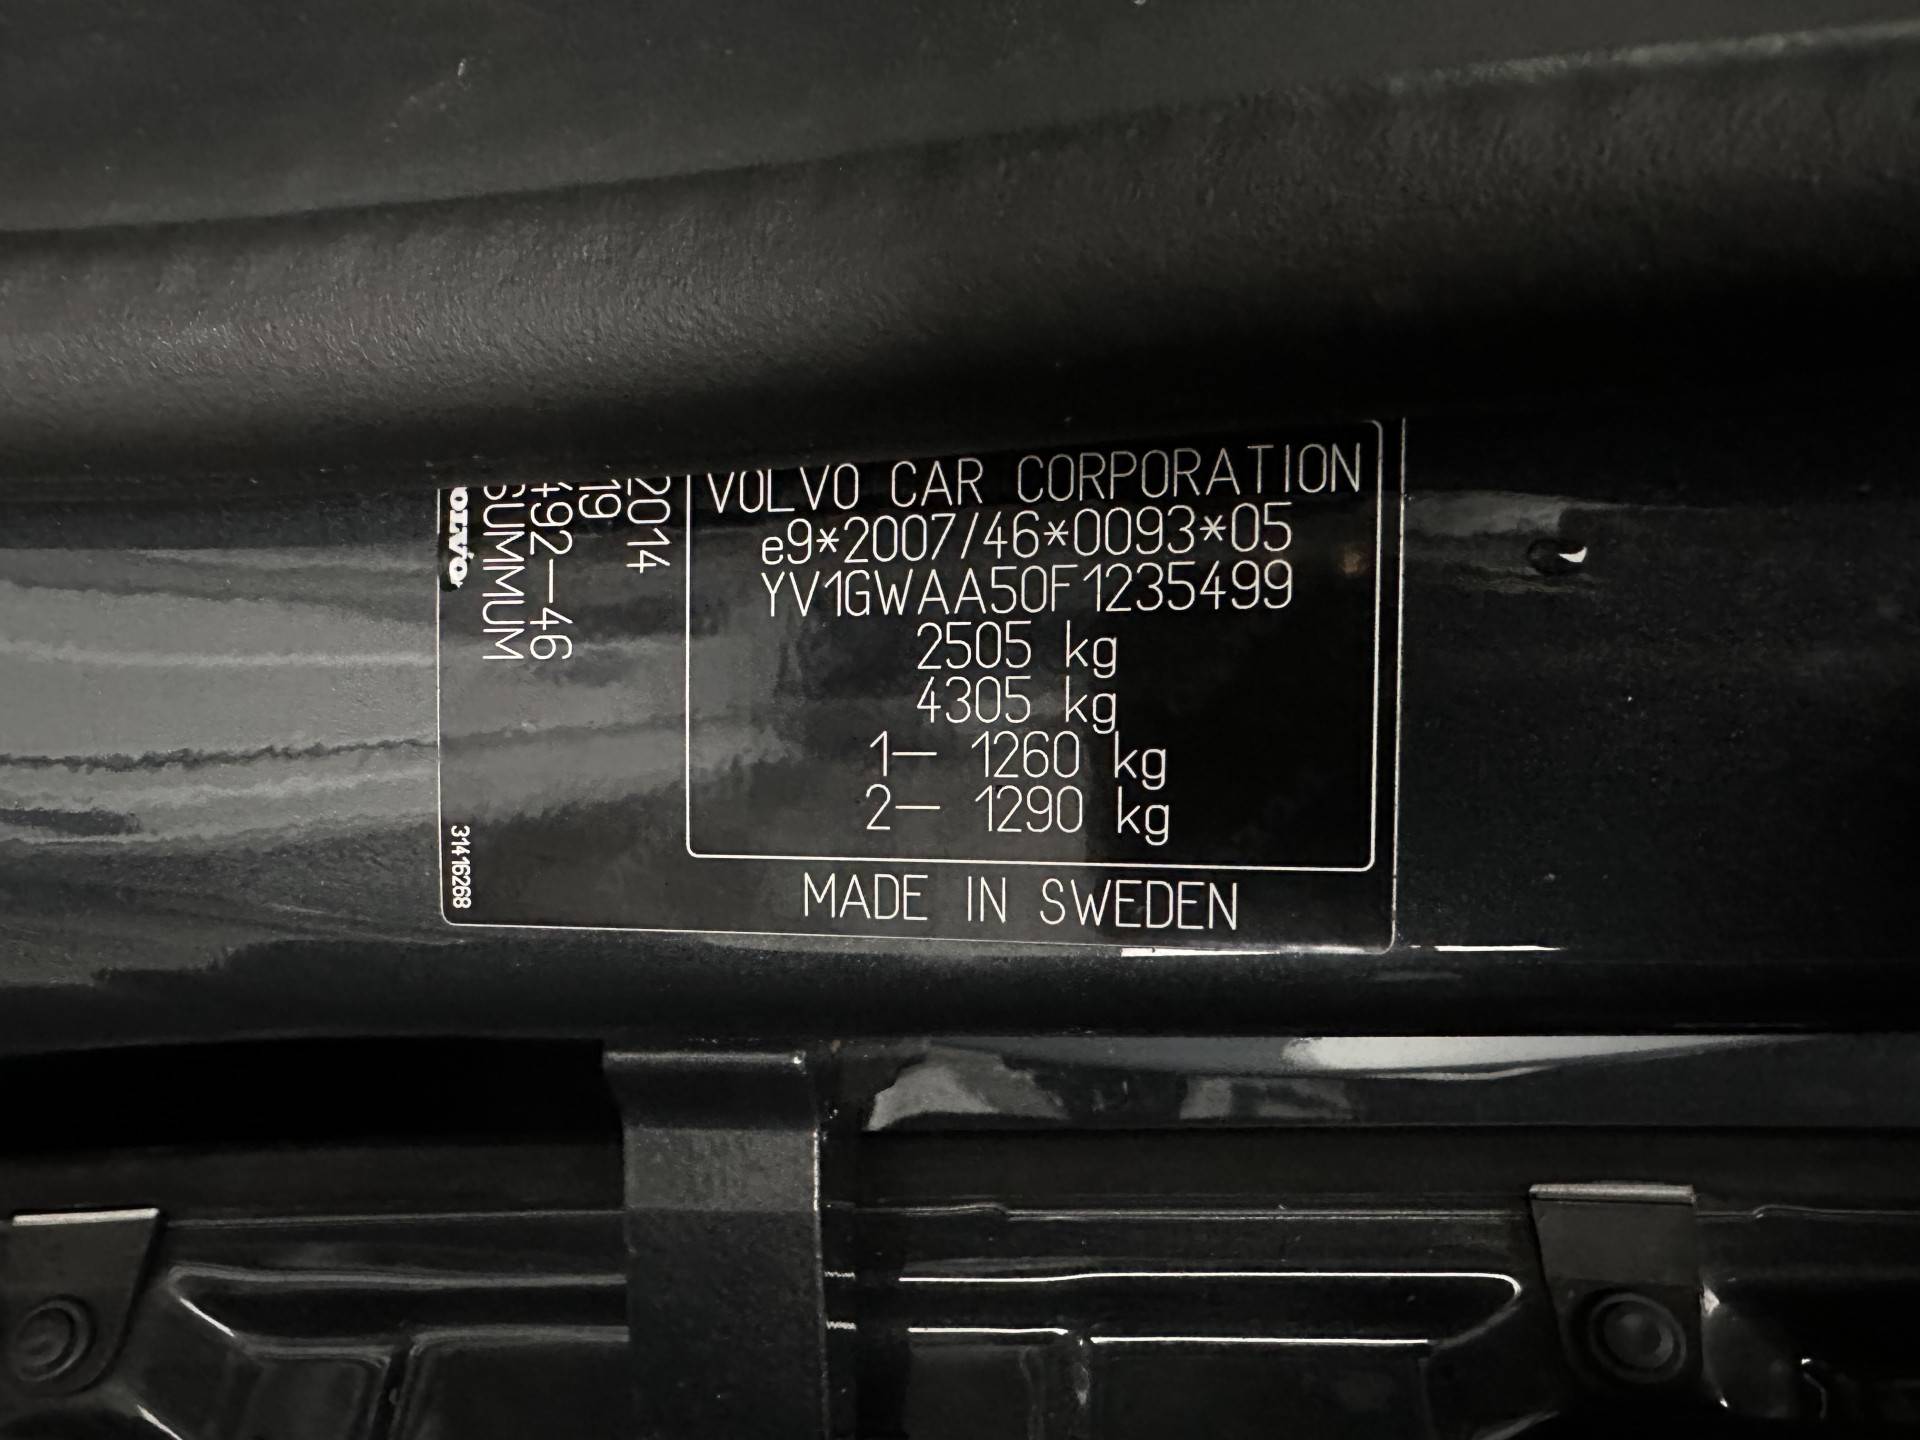 VOLVO CAR CORPORATION
e9*2007/46*0093*05
YV1GWAA50F1235499
2505 kg
4305 kg
1— 1260 kg
2— 1290 kg
MADE IN SWEDEN
2014
19
492—46
SUMMUM
VOLVO
31416268